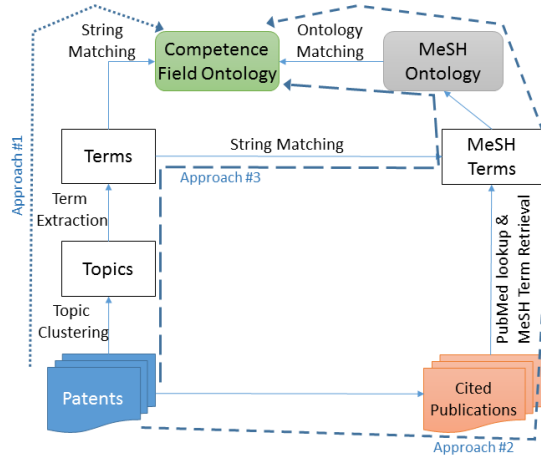 String
Matching
Competence
Field Ontology
Ontology
Matching
MeSH
Ontology
Approach #1
Terms
String Matching
MeSH
Terms
Approach #3
Term
Extraction
Topics
PubMed lookup &
MeSH Term Retrieval
Topic
Clustering
Patents
Cited
Publications
Approach #2